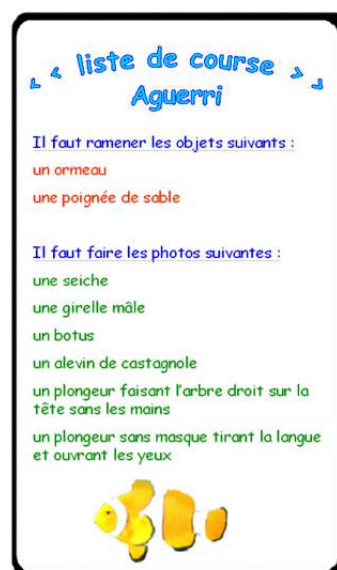 < < liste de course > >
Aguerri
Il faut ramener les objets suivants :
un ormeau
une poignée de sable
Il faut faire les photos suivantes :
une seiche
une girelle mâle
un botus
un alevin de castagnole
un plongeur faisant l'arbre droit sur la
tête sans les mains
un plongeur sans masque tirant la langue
et ouvrant les yeux